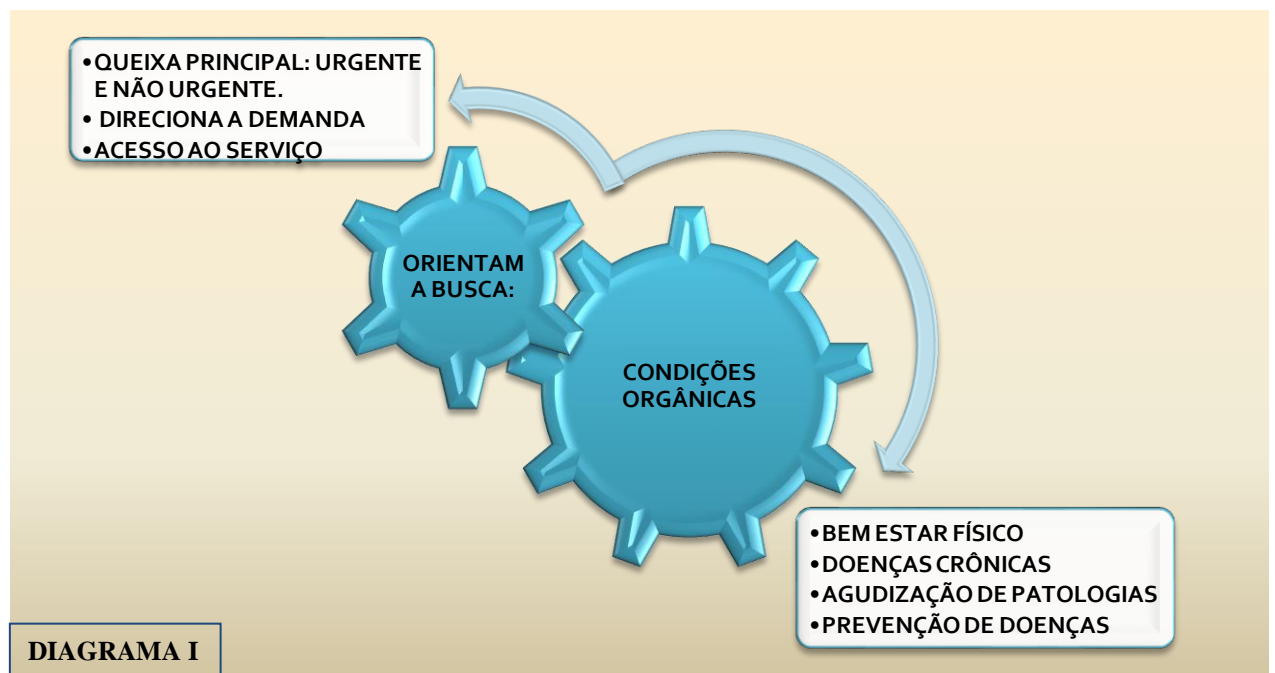 •QUEIXA PRINCIPAL: URGENTE
E NÃO URGENTE.
• DIRECIONA A DEMANDA
•ACESSO AO SERVIÇO
ORIENTAM
A BUSCA:
CONDIÇÕES
ORGÂNICAS
•BEM ESTAR FÍSICO
•DOENÇAS CRÔNICAS
•AGUDIZAÇÃO DE PATOLOGIAS
•PREVENÇÃO DE DOENÇAS
DIAGRAMA I